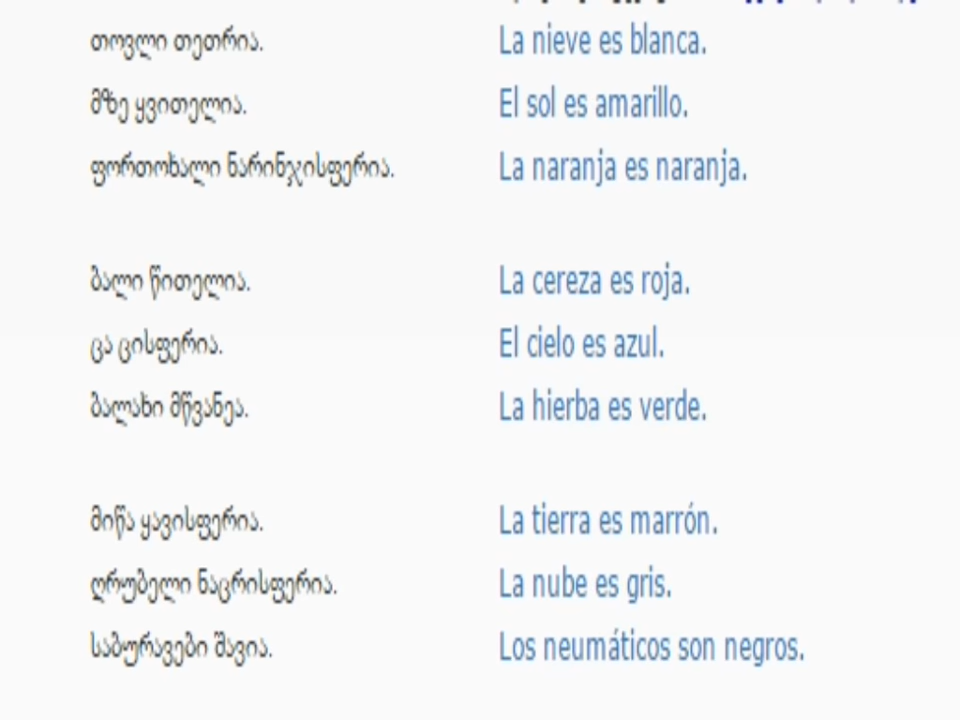 თოვლი თეთრია. La nieve es blanca.
მზე ყვითელია. El sol es amarillo.
ფორთოხალი ნარინჯისფერია. La naranja es naranja.
ბალი წითელია. La cereza es roja.
ცა ცისფერია. El cielo es azul.
ბალახი მწვანეა. La hierba es verde.
მიწა ყავისფერია. La tierra es marrón.
ღრუბელი ნაცრისფერია. La nube es gris.
საბურავები შავია. Los neumáticos son negros.